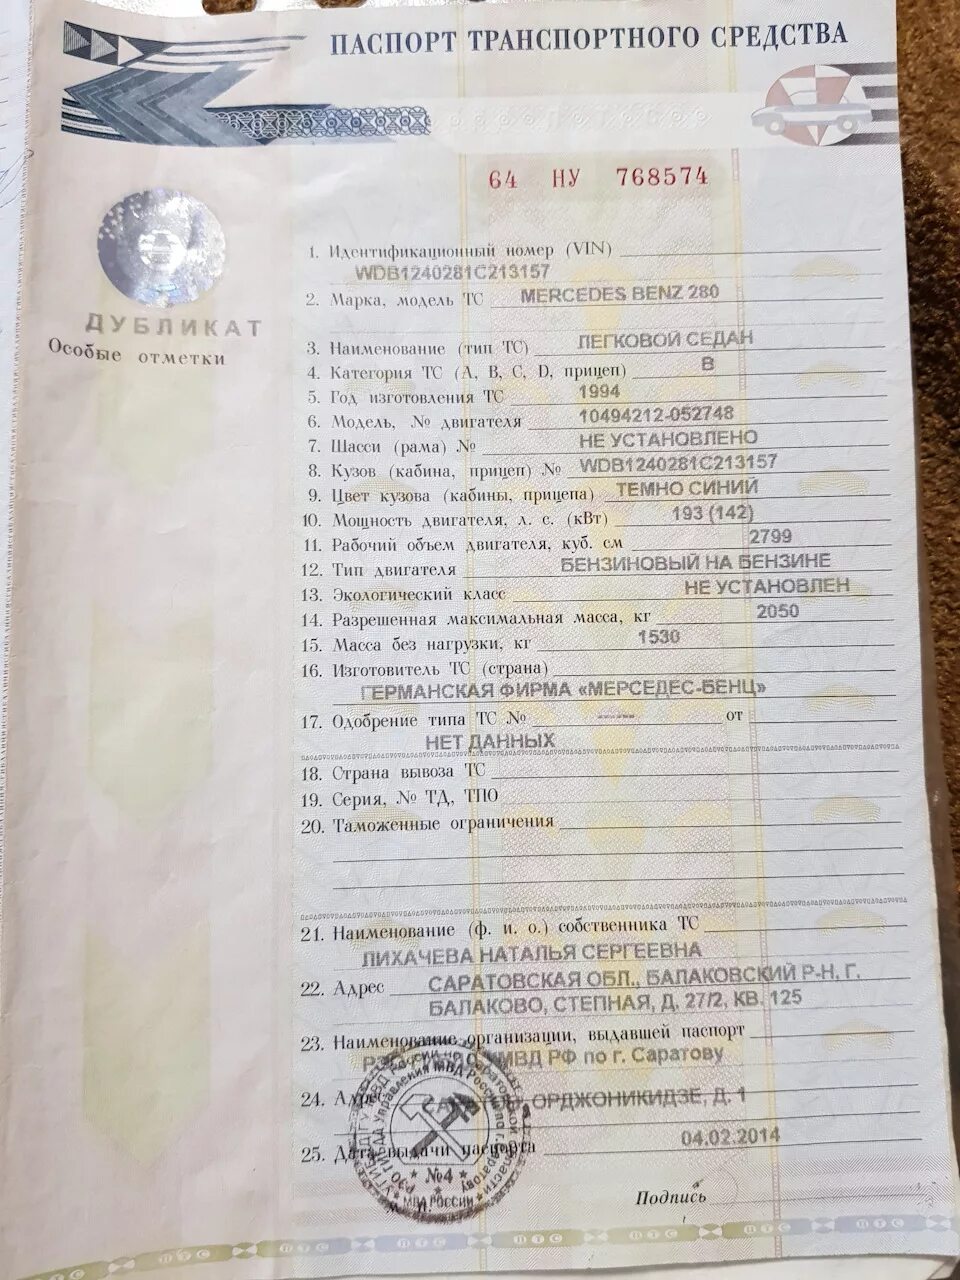 ПАСПОРТ ТРАНСПОРТНОГО СРЕДСТВА
64 НУ 768574
ДУБЛИКАТ
Особые отметки
1. Идентификационный номер (VIN)
WDB1240281C213157
2. Марка, модель ТС MERCEDES BENZ 280
3. Наименование (тип ТС) ЛЕГКОВОЙ СЕДАН
4. Категория ТС (A, B, C, D, прицеп) B
5. Год изготовления ТС 1994
6. Модель, № двигателя 10494212-052748
7. Шасси (рама) № НЕ УСТАНОВЛЕНО
8. Кузов (кабина, прицеп) № WDB1240281C213157
9. Цвет кузова (кабины, прицепа) ТЕМНО СИНИЙ
10. Мощность двигателя, л. с. (кВт) 193 (142)
11. Рабочий объем двигателя, куб. см 2799
12. Тип двигателя БЕНЗИНОВЫЙ НА БЕНЗИНЕ
13. Экологический класс НЕ УСТАНОВЛЕН
14. Разрешенная максимальная масса, кг 2050
15. Масса без нагрузки, кг 1530
16. Изготовитель ТС (страна)
ГЕРМАНСКАЯ ФИРМА «МЕРСЕДЕС-БЕНЦ»
17. Одобрение типа ТС № ------ от
НЕТ ДАННЫХ
18. Страна вывоза ТС
19. Серия, № ТД, ТПО
20. Таможенные ограничения
21. Наименование (ф. и. о.) собственника ТС
ЛИХАЧЕВА НАТАЛЬЯ СЕРГЕЕВНА
22. Адрес САРАТОВСКАЯ ОБЛ., БАЛАКОВСКИЙ Р-Н, Г.
БАЛАКОВО, СТЕПНАЯ, Д. 27/2, КВ. 125
23. Наименование организации, выдавшей паспорт
МВД РФ по г. Саратову
24. Адрес ОРДЖОНИКИДЗЕ, Д. 1
25. Дата выдачи паспорта 04.02.2014
№4
МВД РОССИИ
Подпись
ПТС ПТС ПТС ПТС ПТС ПТС